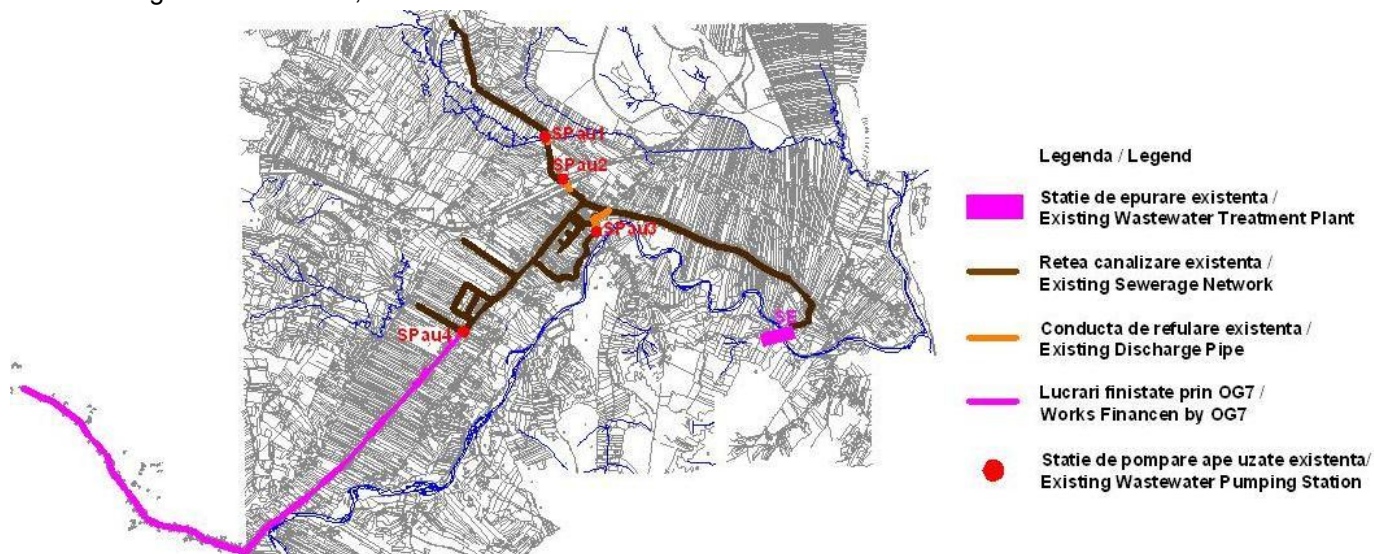 SPau1
SPau2
SPau3
SPau4
SE
Legenda / Legend
Statie de epurare existenta /
Existing Wastewater Treatment Plant
Retea canalizare existenta /
Existing Sewerage Network
Conducta de refulare existenta /
Existing Discharge Pipe
Lucrari finistate prin OG7 /
Works Financen by OG7
Statie de pompare ape uzate existenta/
Existing Wastewater Pumping Station